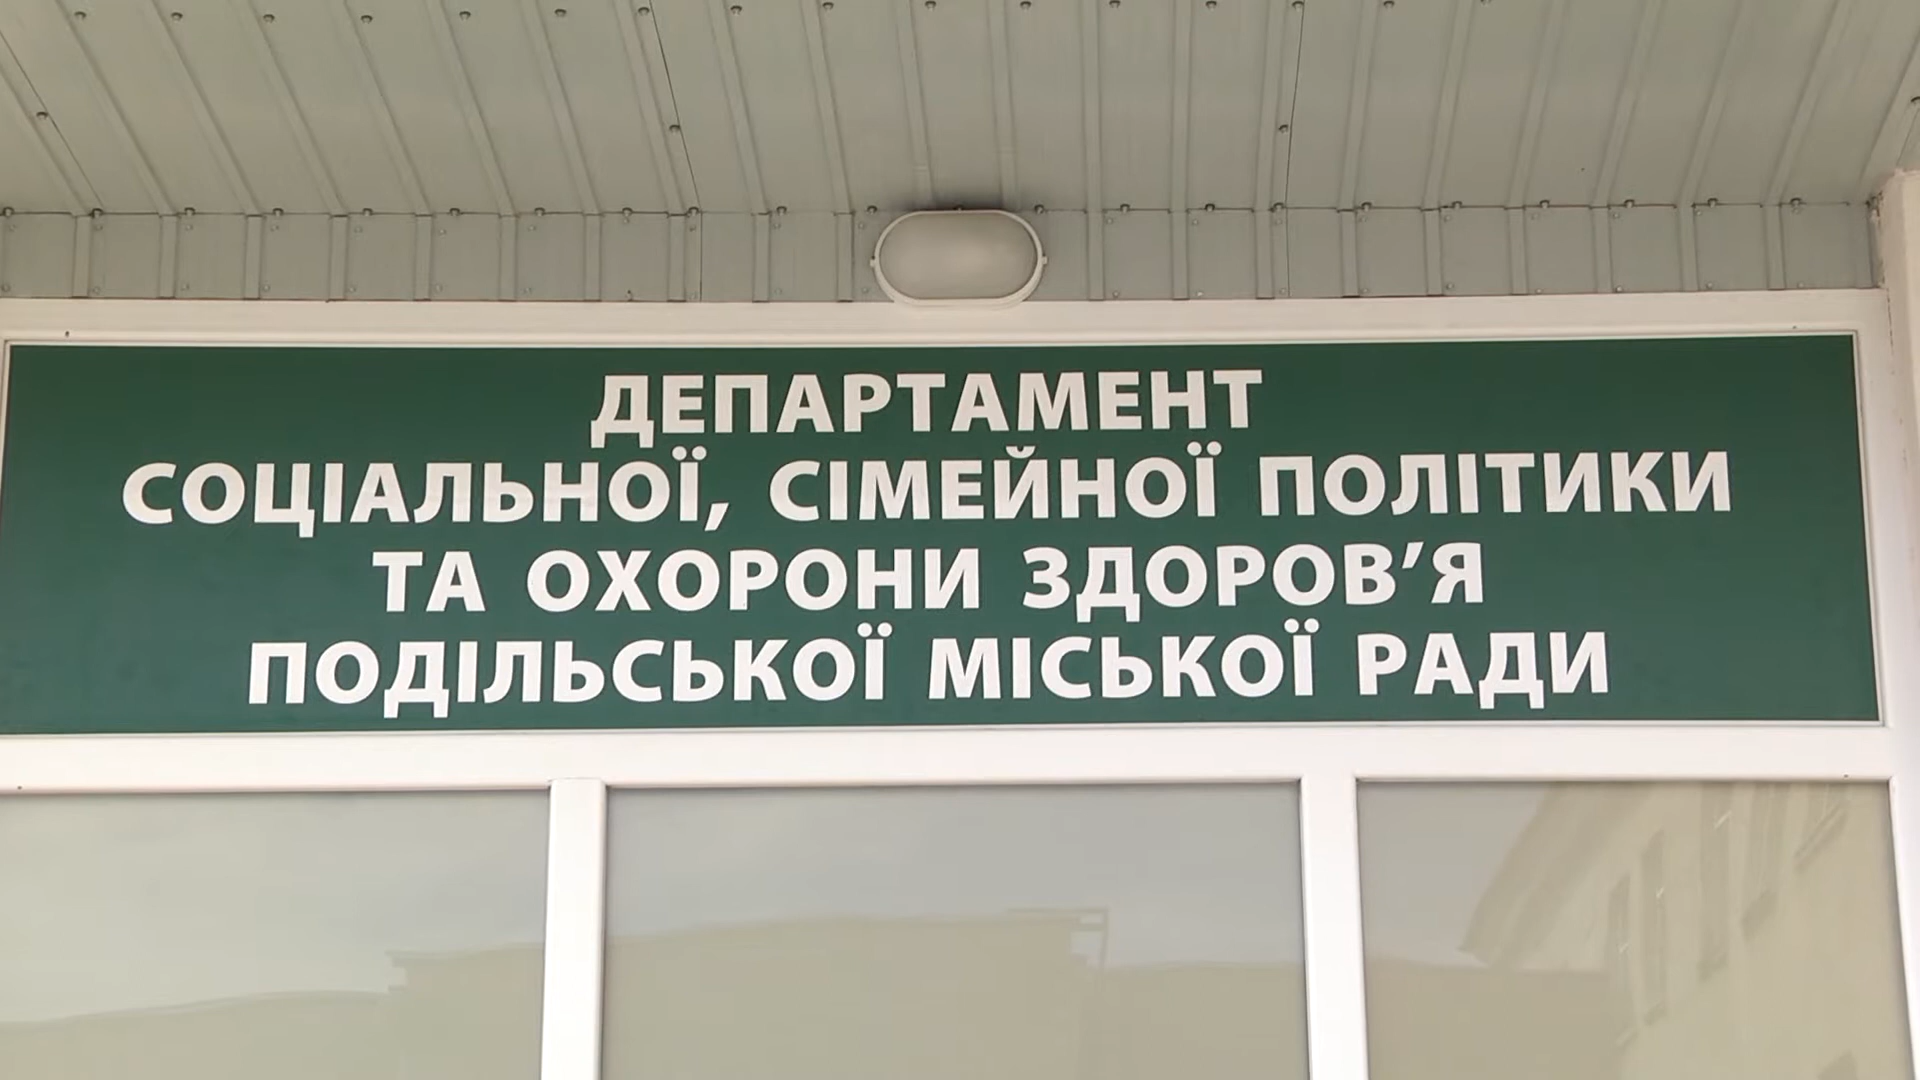 ДЕПАРТАМЕНТ
СОЦІАЛЬНОЇ, СІМЕЙНОЇ ПОЛІТИКИ
ТА ОХОРОНИ ЗДОРОВ’Я
ПОДІЛЬСЬКОЇ МІСЬКОЇ РАДИ